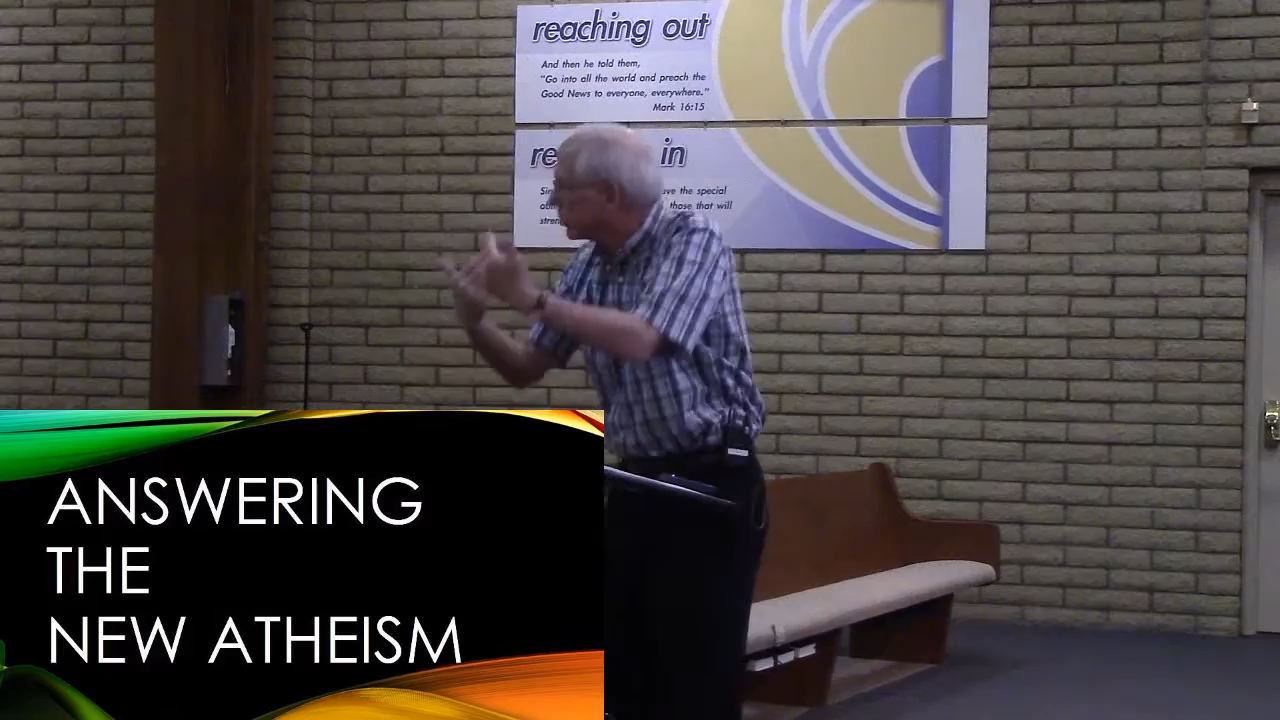 reaching out
And then he told them,
"Go into all the world and preach the
Good News to everyone, everywhere."
Mark 16:15
in
the special
those that will
ANSWERING
THE
NEW ATHEISM